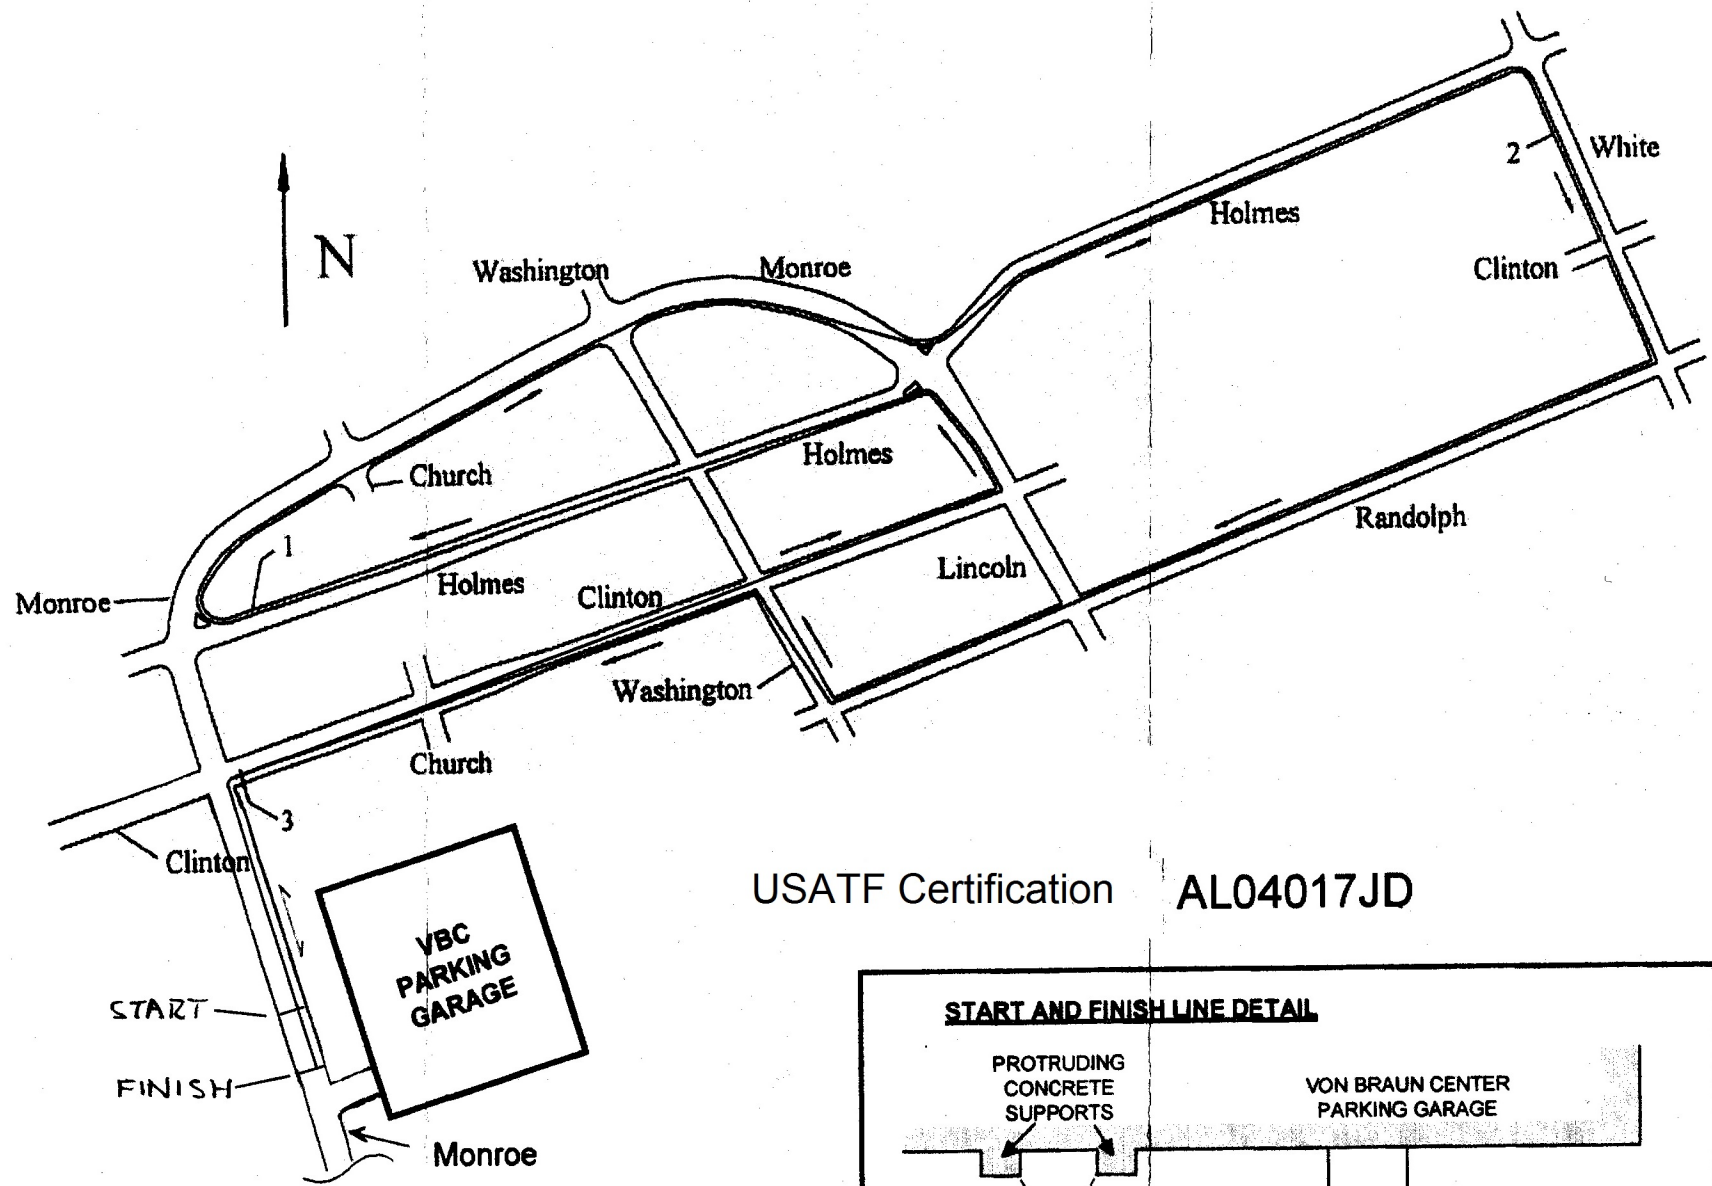 White
2
Holmes
N
Washington
Monroe
Clinton
Church
Holmes
Randolph
1
Holmes
Clinton
Lincoln
Monroe
Washington
Church
3
Clinton
USATF Certification AL04017JD
VBC
PARKING
GARAGE
START
FINISH
Monroe
START AND FINISH LINE DETAIL
PROTRUDING
CONCRETE
SUPPORTS
VON BRAUN CENTER
PARKING GARAGE